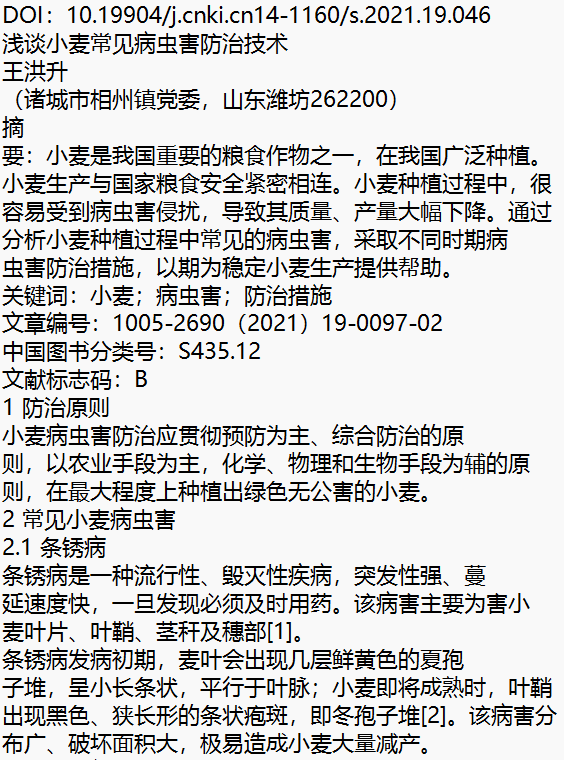 DOI：10.19904/j.cnki.cn14-1160/s.2021.19.046
浅谈小麦常见病虫害防治技术
王洪升
（诸城市相州镇党委，山东潍坊262200）
摘
要：小麦是我国重要的粮食作物之一，在我国广泛种植。
小麦生产与国家粮食安全紧密相连。小麦种植过程中，很
容易受到病虫害侵扰，导致其质量、产量大幅下降。通过
分析小麦种植过程中常见的病虫害，采取不同时期病
虫害防治措施，以期为稳定小麦生产提供帮助。
关键词：小麦；病虫害；防治措施
文章编号：1005-2690（2021）19-0097-02
中国图书分类号：S435.12
文献标志码：B
1 防治原则
小麦病虫害防治应贯彻预防为主、综合防治的原
则，以农业手段为主，化学、物理和生物手段为辅的原
则，在最大程度上种植出绿色无公害的小麦。
2 常见小麦病虫害
2.1 条锈病
条锈病是一种流行性、毁灭性疾病，突发性强、蔓
延速度快，一旦发现必须及时用药。该病害主要为害小
麦叶片、叶鞘、茎秆及穗部[1]。
条锈病发病初期，麦叶会出现几层鲜黄色的夏孢
子堆，呈小长条状，平行于叶脉；小麦即将成熟时，叶鞘
出现黑色、狭长形的条状疱斑，即冬孢子堆[2]。该病害分
布广、破坏面积大，极易造成小麦大量减产。